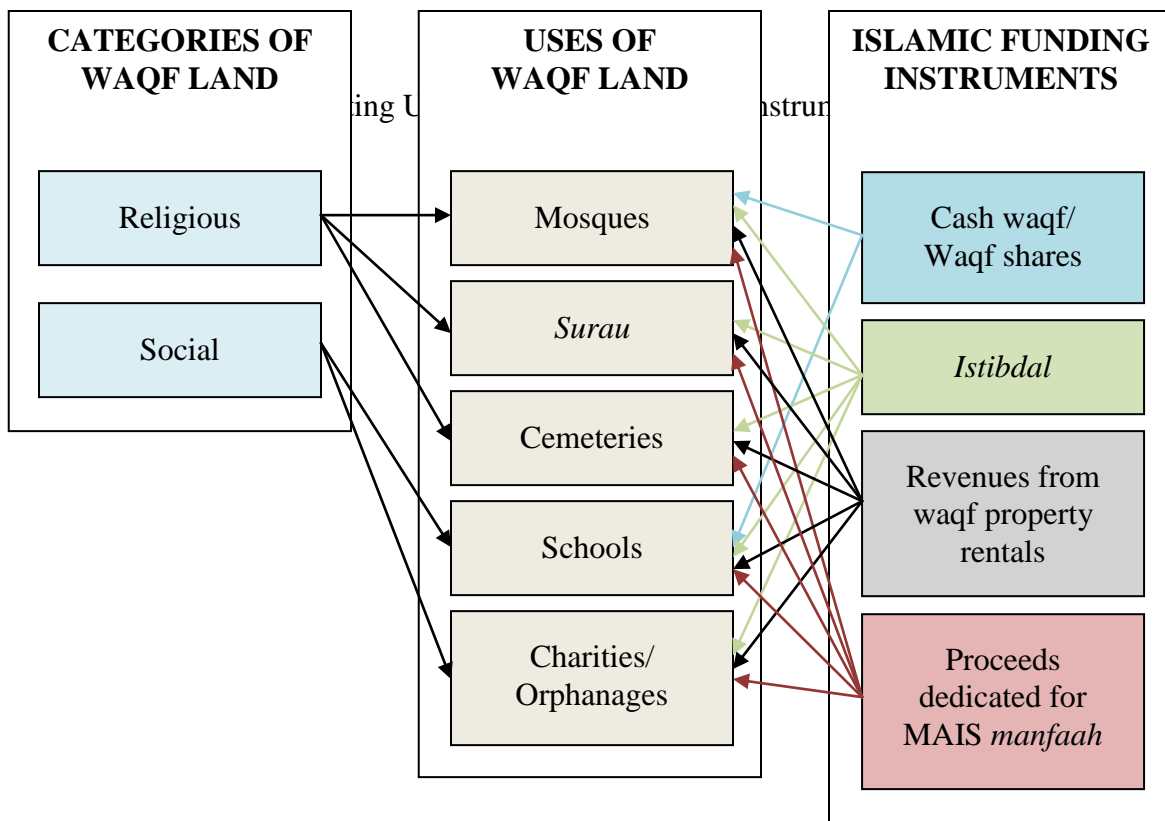 CATEGORIES OF
WAQF LAND
Religious
Social
USES OF
WAQF LAND
Mosques
Surau
Cemeteries
Schools
Charities/
Orphanages
ISLAMIC FUNDING
INSTRUMENTS
Cash waqf/
Waqf shares
Istibdal
Revenues from
waqf property
rentals
Proceeds
dedicated for
MAIS manfaah